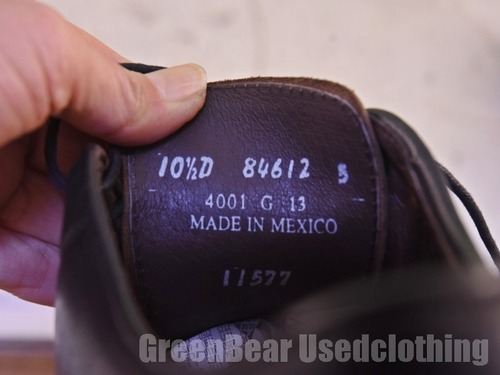 10½D 84612 5
4001 G 13
MADE IN MEXICO
11577
GreenBear Usedclothing